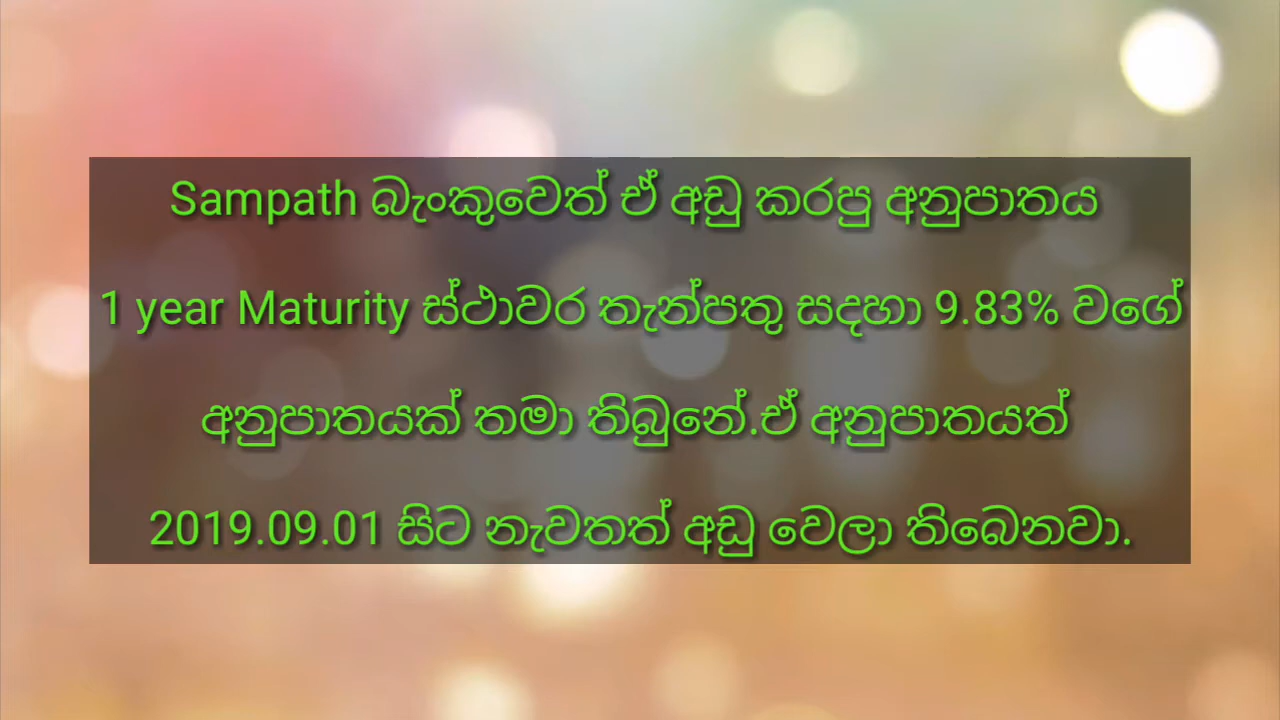 Sampath බැංකුවෙත් ඒ අඩු කරපු අනුපාතය
1 year Maturity ස්ථාවර තැන්පතු සදහා 9.83% වගේ
අනුපාතයක් තමා තිබුනේ.ඒ අනුපාතයත්
2019.09.01 සිට නැවතත් අඩු වෙලා තිබෙනවා.